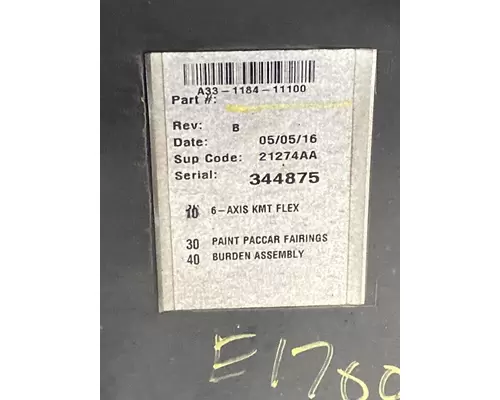 A33-1184-11100
Part #:
Rev: B
Date: 05/05/16
Sup Code: 21274AA
Serial: 344875
10 6-AXIS KMT FLEX
30 PAINT PACCAR FAIRINGS
40 BURDEN ASSEMBLY